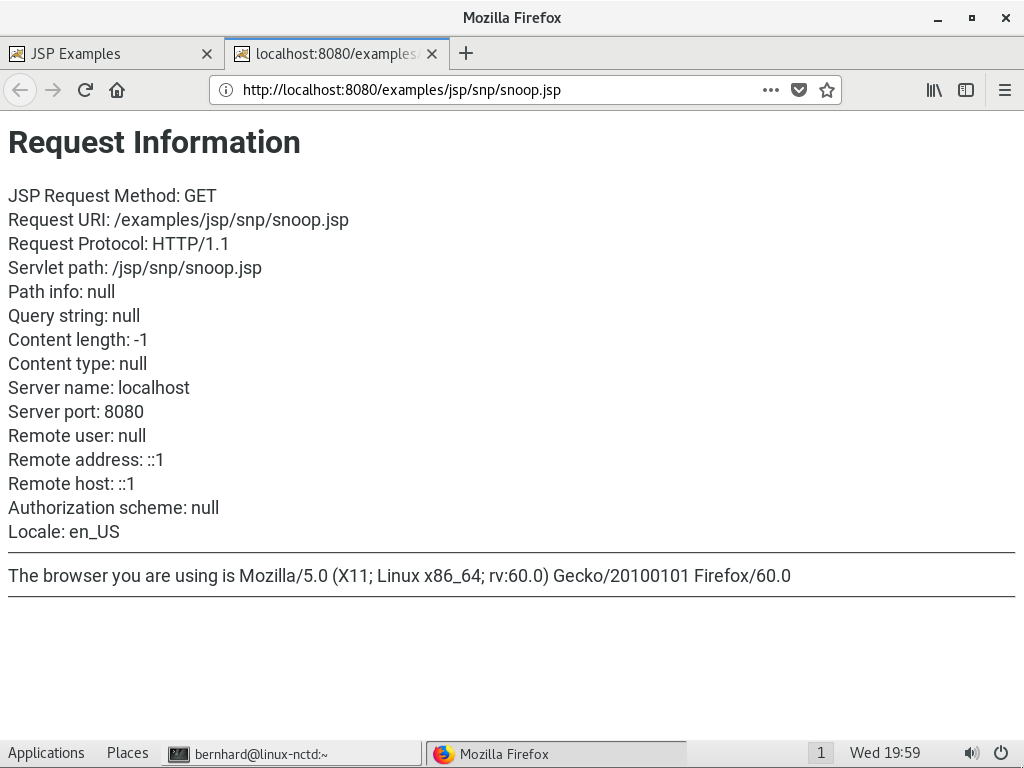 Mozilla Firefox
JSP Examples
localhost:8080/examples/
http://localhost:8080/examples/jsp/snp/snoop.jsp
Request Information
JSP Request Method: GET
Request URI: /examples/jsp/snp/snoop.jsp
Request Protocol: HTTP/1.1
Servlet path: /jsp/snp/snoop.jsp
Path info: null
Query string: null
Content length: -1
Content type: null
Server name: localhost
Server port: 8080
Remote user: null
Remote address: ::1
Remote host: ::1
Authorization scheme: null
Locale: en_US
The browser you are using is Mozilla/5.0 (X11; Linux x86_64; rv:60.0) Gecko/20100101 Firefox/60.0
Applications Places bernhard@linux-nctd:~ Mozilla Firefox 1 Wed 19:59